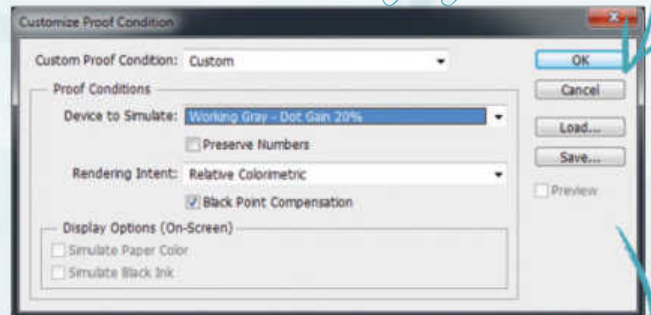 Customize Proof Condition
Custom Proof Condition: Custom
OK
Proof Conditions
Cancel
Device to Simulate: Working Gray - Dot Gain 20%
Load...
Preserve Numbers
Save...
Rendering Intent: Relative Colorimetric
Preview
Black Point Compensation
Display Options (On-Screen)
Simulate Paper Color
Simulate Black Ink